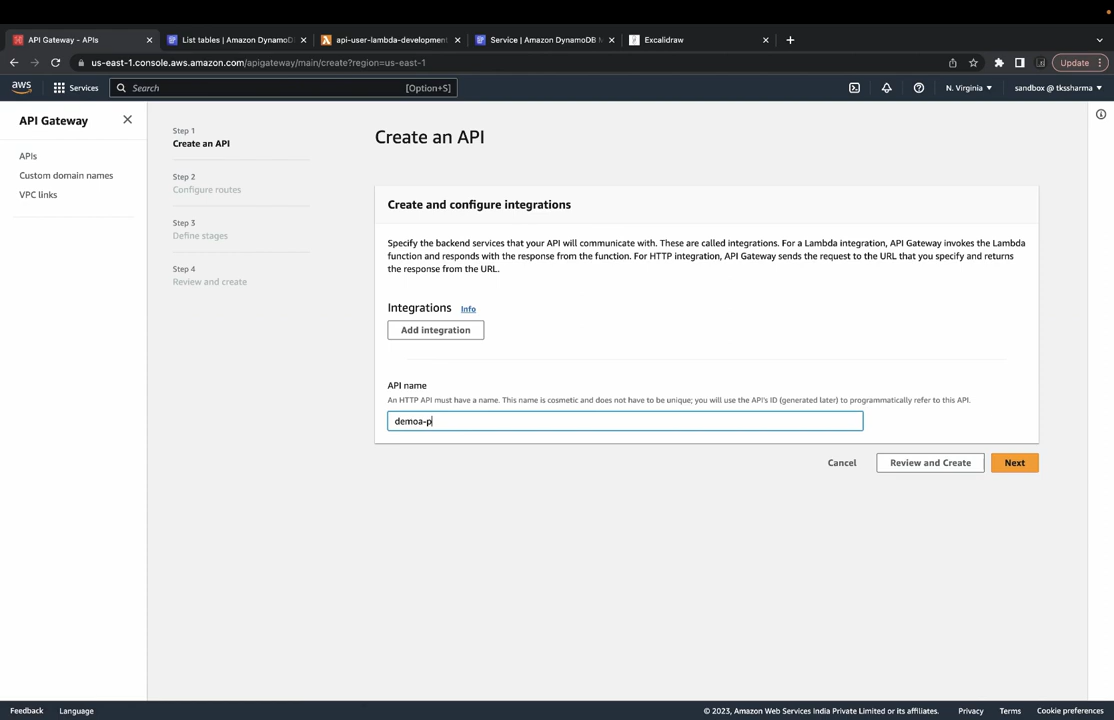 API Gateway - APIs
List tables | Amazon DynamoD
api-user-lambda-development
Service | Amazon DynamoDB
Excalidraw
us-east-1.console.aws.amazon.com/apigateway/main/create?region=us-east-1
Update
aws
Services
Search
[Option+S]
N. Virginia
sandbox @ tkssharma
API Gateway
APIs
Custom domain names
VPC links
Step 1
Create an API
Step 2
Configure routes
Step 3
Define stages
Step 4
Review and create
Create an API
Create and configure integrations
Specify the backend services that your API will communicate with. These are called integrations. For a Lambda integration, API Gateway invokes the Lambda
function and responds with the response from the function. For HTTP integration, API Gateway sends the request to the URL that you specify and returns
the response from the URL.
Integrations Info
Add integration
API name
An HTTP API must have a name. This name is cosmetic and does not have to be unique; you will use the API's ID (generated later) to programmatically refer to this API.
demoa-p
Cancel
Review and Create
Next
Feedback
Language
© 2023, Amazon Web Services India Private Limited or its affiliates.
Privacy
Terms
Cookie preferences